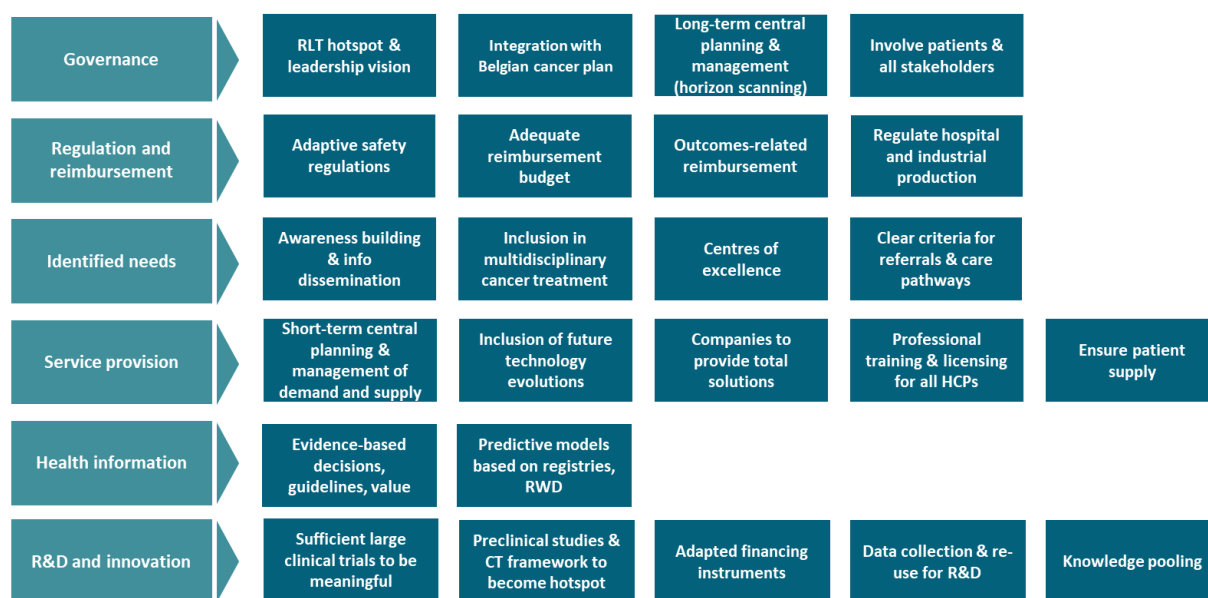 Governance
RLT hotspot &
leadership vision
Integration with
Belgian cancer plan
Long-term central
planning &
management
(horizon scanning)
Involve patients &
all stakeholders
Regulation and
reimbursement
Adaptive safety
regulations
Adequate
reimbursement
budget
Outcomes-related
reimbursement
Regulate hospital
and industrial
production
Identified needs
Awareness building
& info
dissemination
Inclusion in
multidisciplinary
cancer treatment
Centres of
excellence
Clear criteria for
referrals & care
pathways
Service provision
Short-term central
planning &
management of
demand and supply
Inclusion of future
technology
evolutions
Companies to
provide total
solutions
Professional
training & licensing
for all HCPs
Ensure patient
supply
Health information
Evidence-based
decisions,
guidelines, value
Predictive models
based on registries,
RWD
R&D and innovation
Sufficient large
clinical trials to be
meaningful
Preclinical studies &
CT framework to
become hotspot
Adapted financing
instruments
Data collection & re-
use for R&D
Knowledge pooling